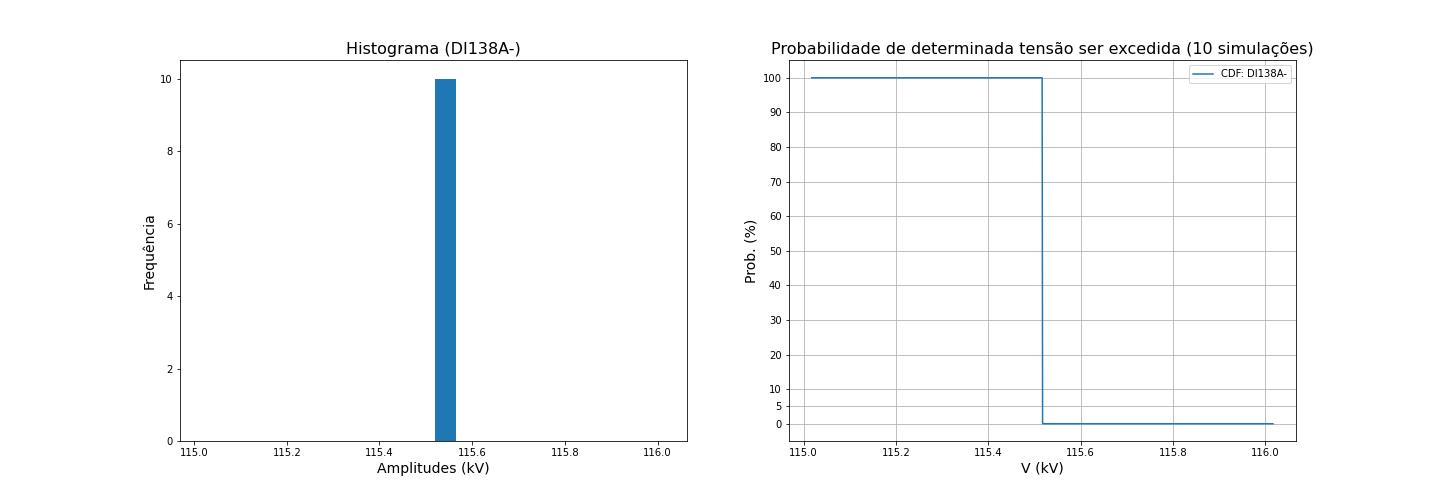 Histograma (DI138A-)
Frequência
10
8
6
4
2
0
115.0 115.2 115.4 115.6 115.8 116.0
Amplitudes (kV)
Probabilidade de determinada tensão ser excedida (10 simulações)
CDF: DI138A-
Prob. (%)
100
90
80
70
60
50
40
30
20
10
5
0
115.0 115.2 115.4 115.6 115.8 116.0
V (kV)